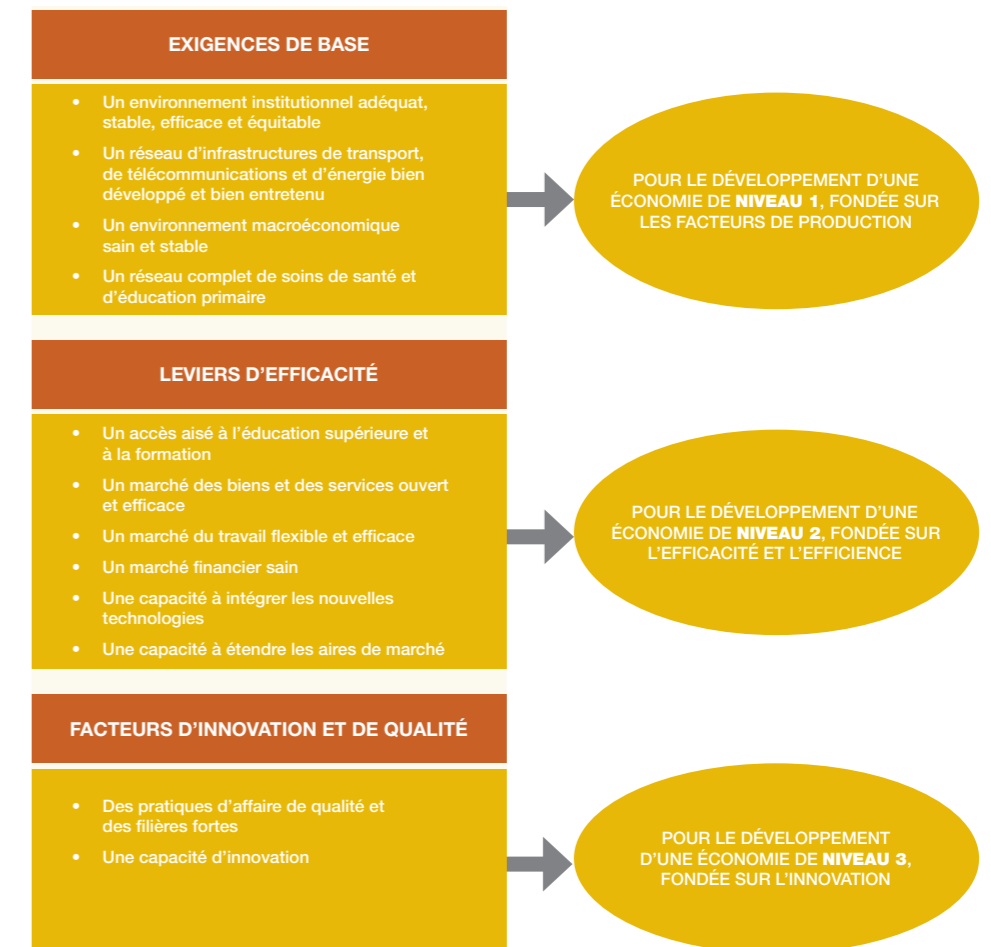 EXIGENCES DE BASE
• Un environnement institutionnel adéquat,
stable, efficace et équitable
• Un réseau d'infrastructures de transport,
de télécommunications et d'énergie bien
développé et bien entretenu
• Un environnement macroéconomique
sain et stable
• Un réseau complet de soins de santé et
d'éducation primaire
POUR LE DÉVELOPPEMENT D'UNE
ÉCONOMIE DE NIVEAU 1, FONDÉE SUR
LES FACTEURS DE PRODUCTION
LEVIERS D'EFFICACITÉ
• Un accès aisé à l'éducation supérieure et
à la formation
• Un marché des biens et des services ouvert
et efficace
• Un marché du travail flexible et efficace
• Un marché financier sain
• Une capacité à intégrer les nouvelles
technologies
• Une capacité à étendre les aires de marché
POUR LE DÉVELOPPEMENT D'UNE
ÉCONOMIE DE NIVEAU 2, FONDÉE SUR
L'EFFICACITÉ ET L'EFFICIENCE
FACTEURS D'INNOVATION ET DE QUALITÉ
• Des pratiques d'affaire de qualité et
des filières fortes
• Une capacité d'innovation
POUR LE DÉVELOPPEMENT
D'UNE ÉCONOMIE DE NIVEAU 3,
FONDÉE SUR L'INNOVATION